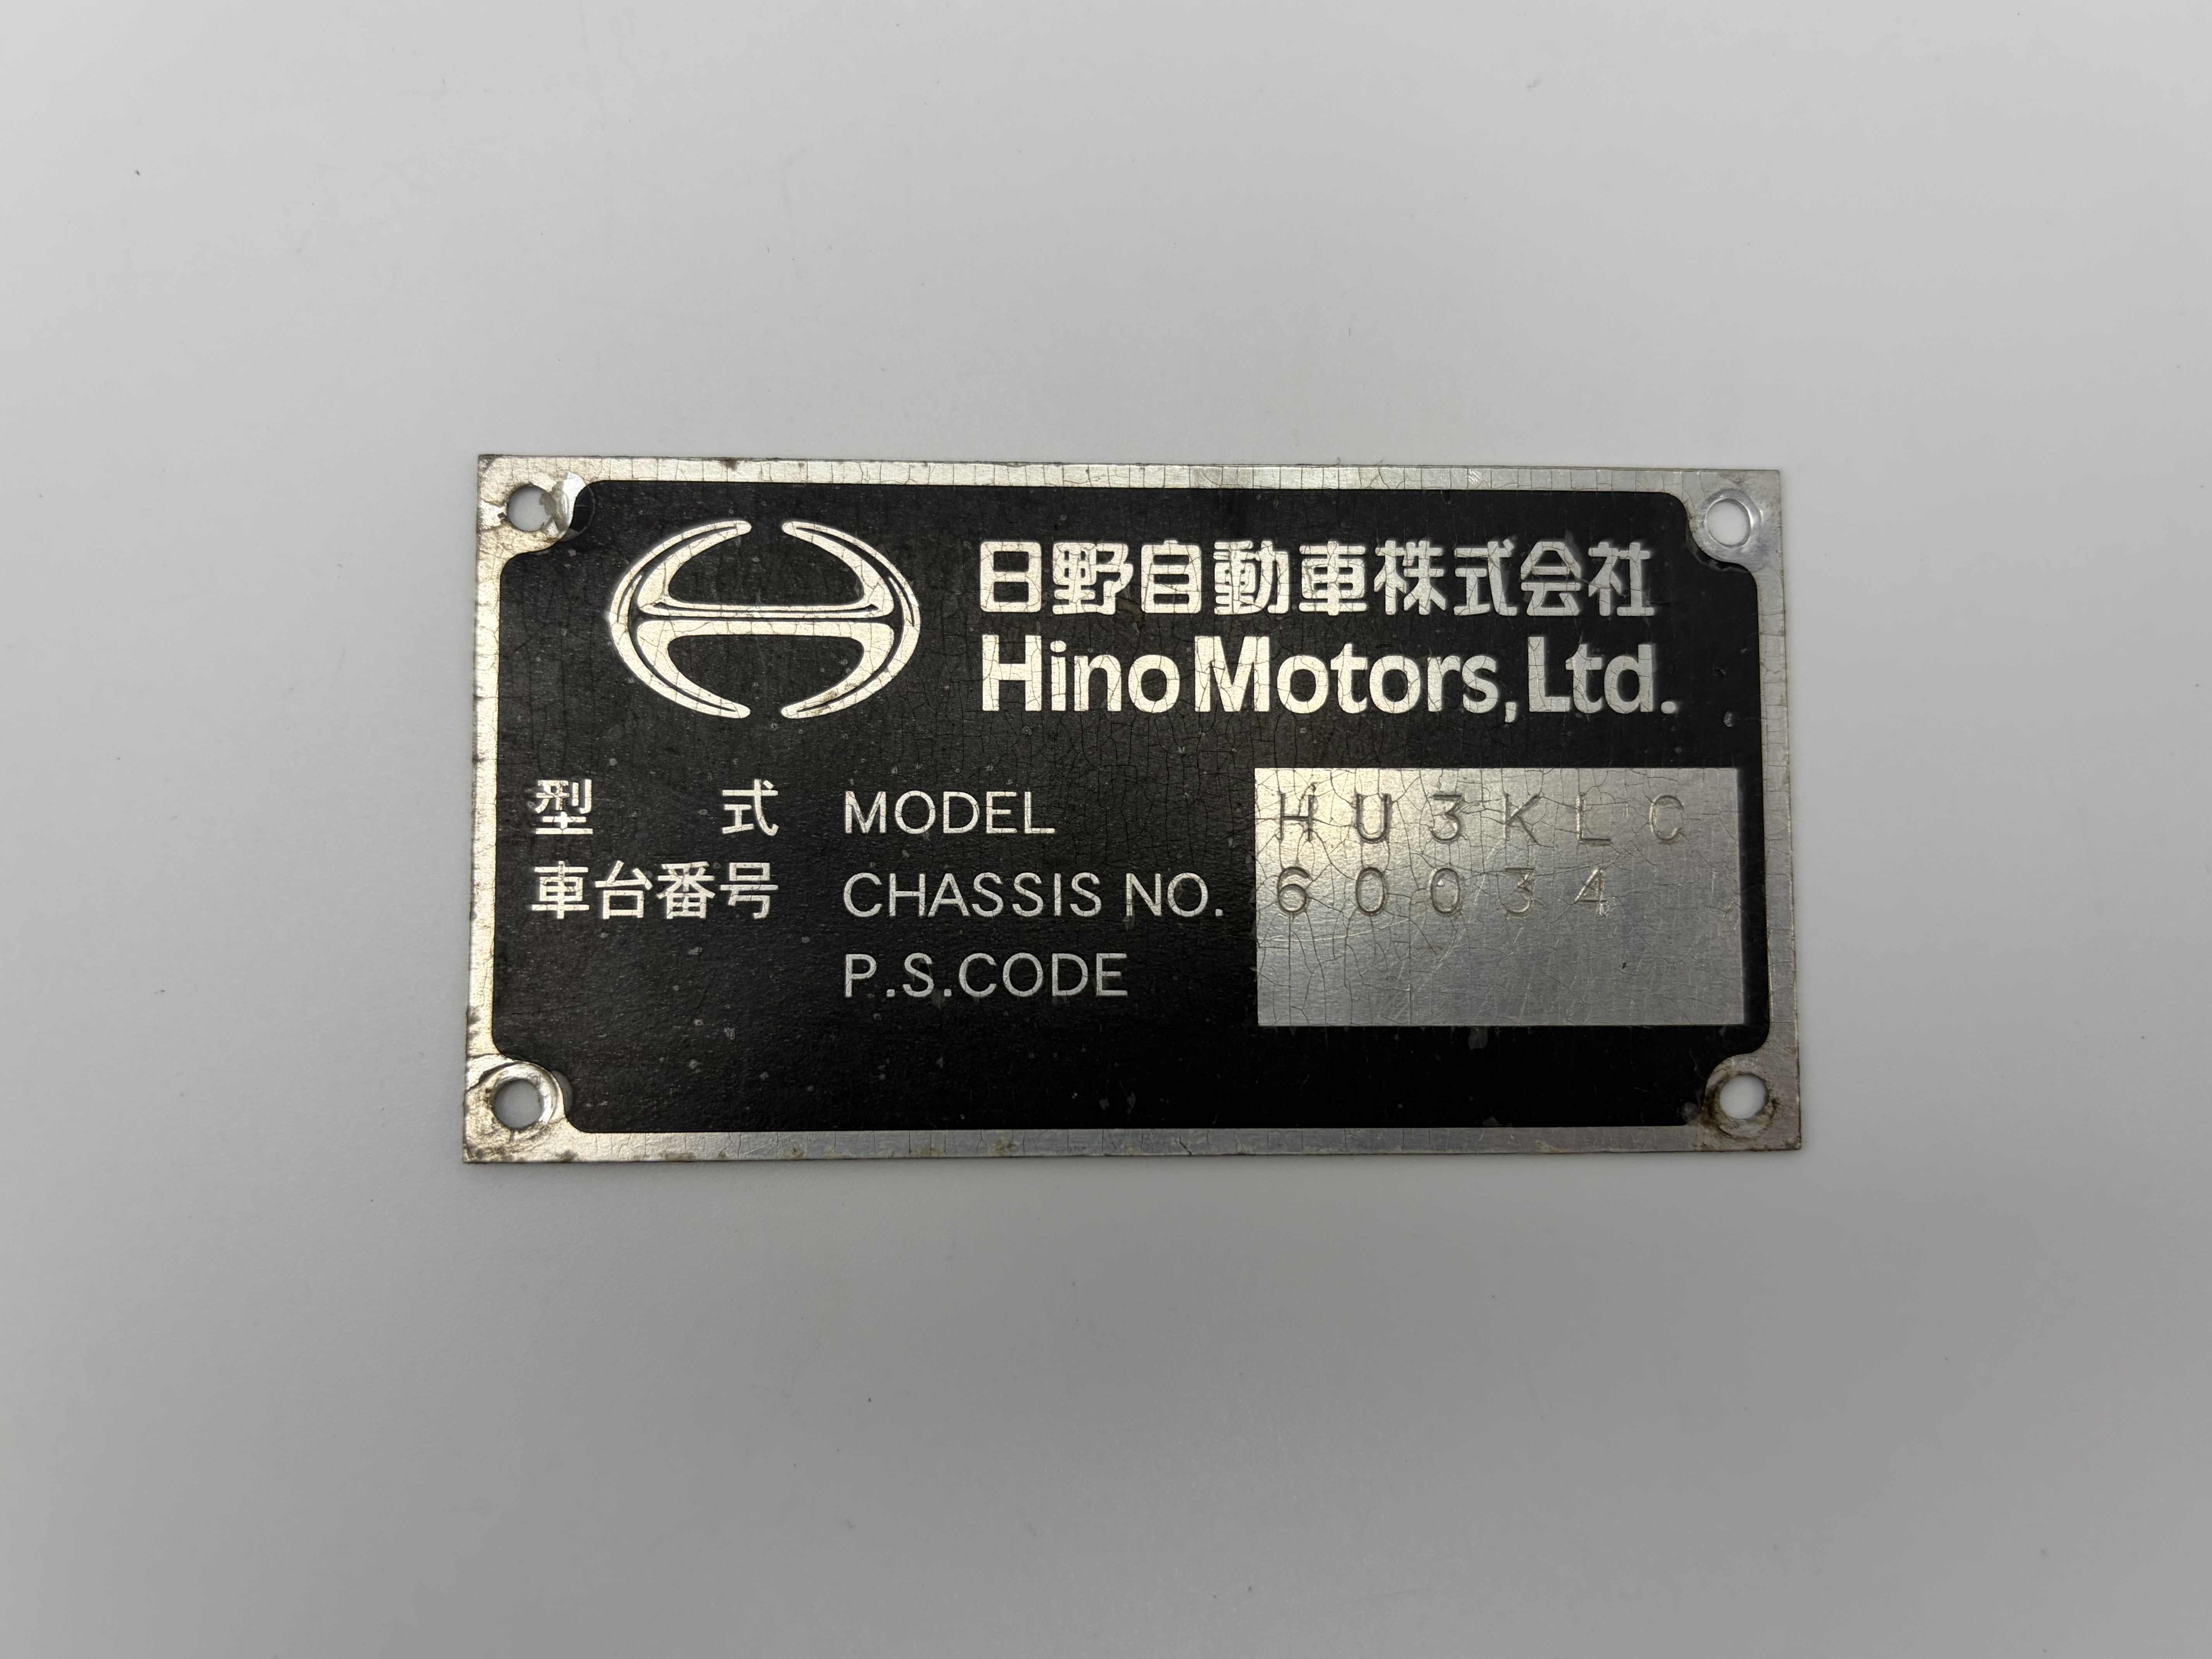 日野自動車株式会社
Hino Motors, Ltd.
型 式 MODEL HU3KLC
車台番号 CHASSIS NO. 60034
P.S.CODE